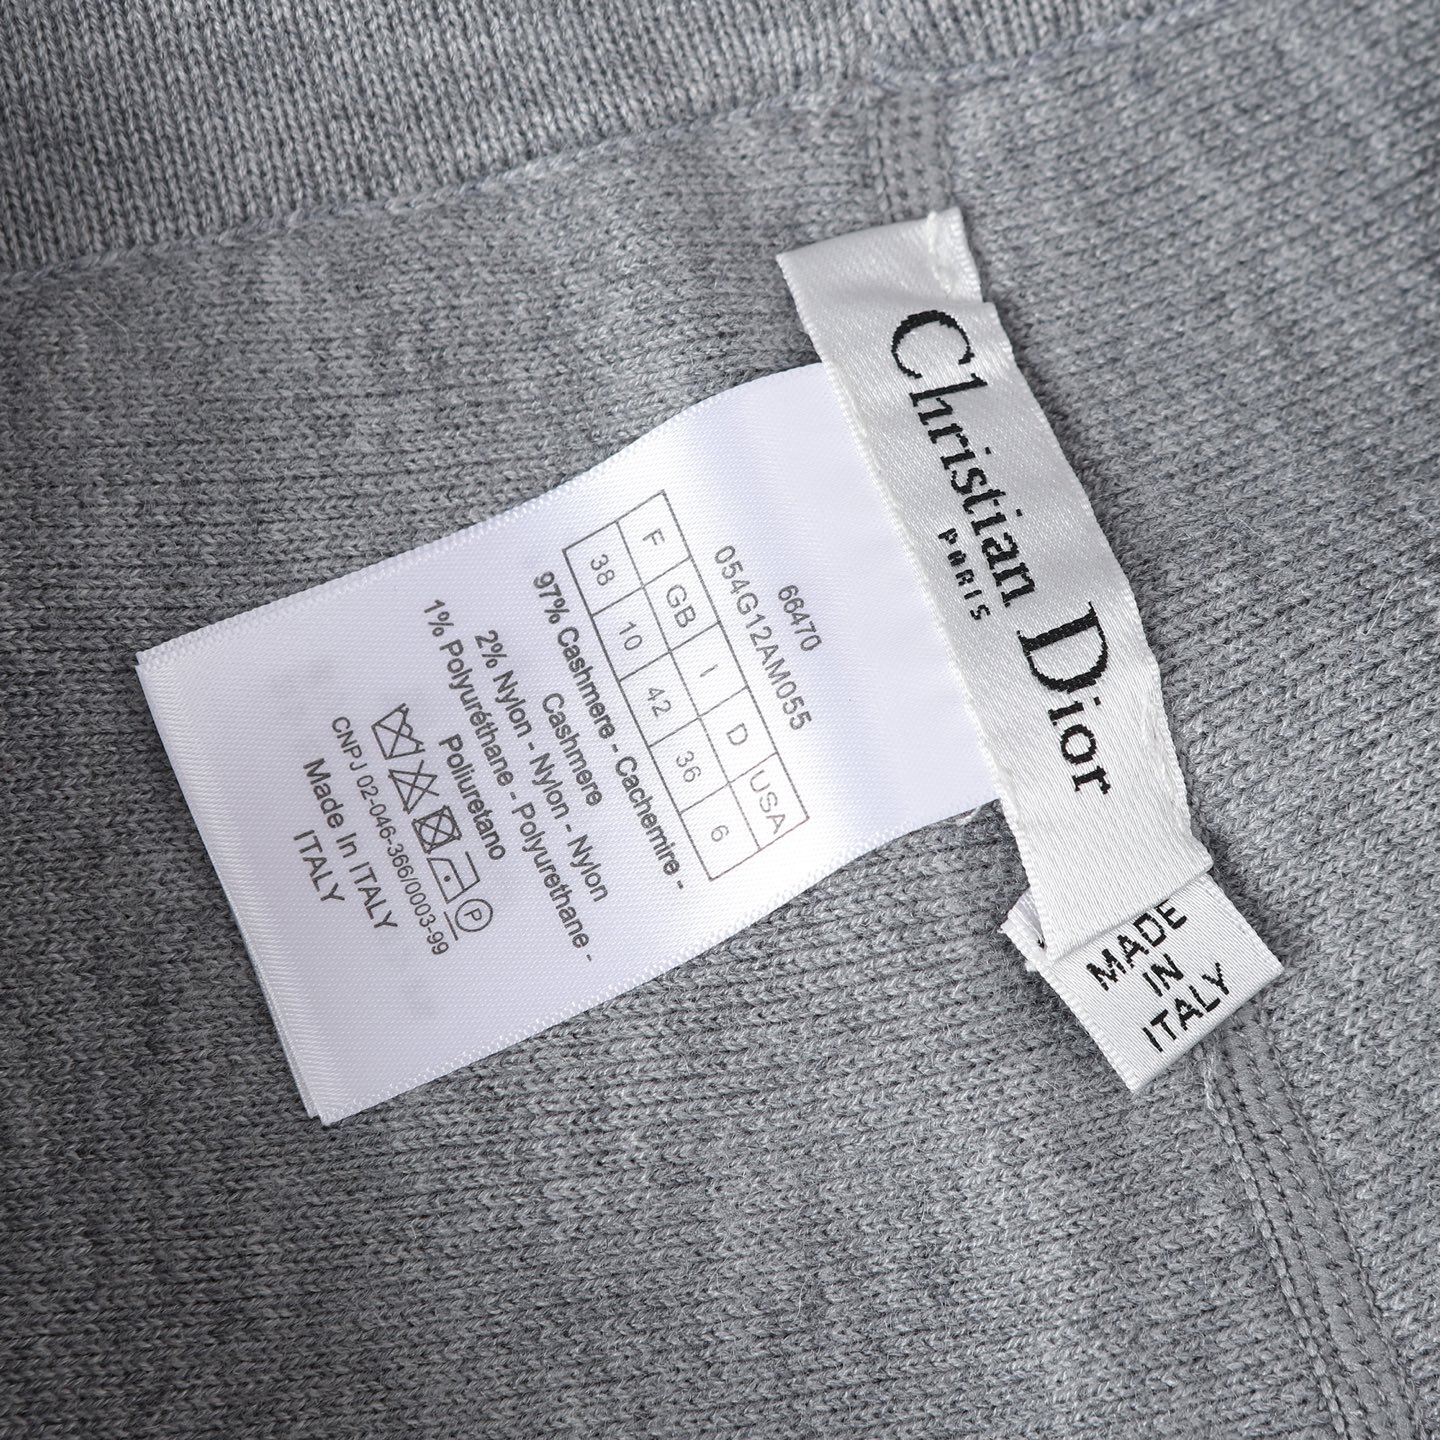 Christian Dior
PARIS
MADE
IN
ITALY
66470
054G12AM055
F GB I D USA
38 10 42 36 6
97% Cashmere - Cachemire -
Cashmere
2% Nylon - Nylon - Nylon
1% Polyuréthane - Polyurethane -
Poliuretano
P
CNPJ 02-046-366/0003-99
Made In ITALY
ITALY